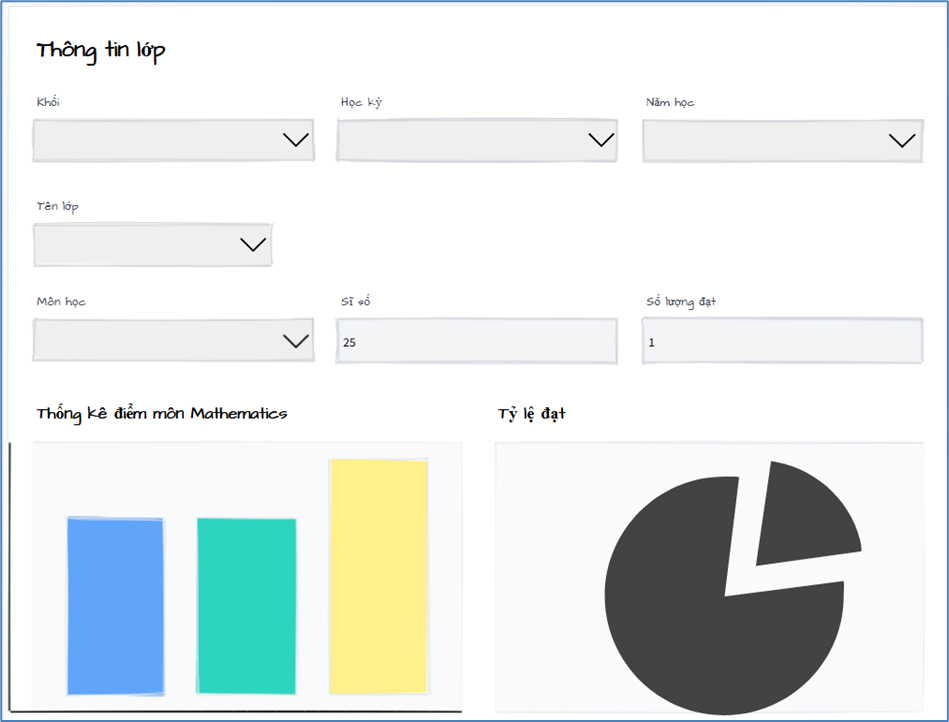 Thông tin lớp
Khối
Học kỳ
Năm học
Tên lớp
Môn học
Sĩ số
Số lượng đạt
25
1
Thống kê điểm môn Mathematics
Tỷ lệ đạt